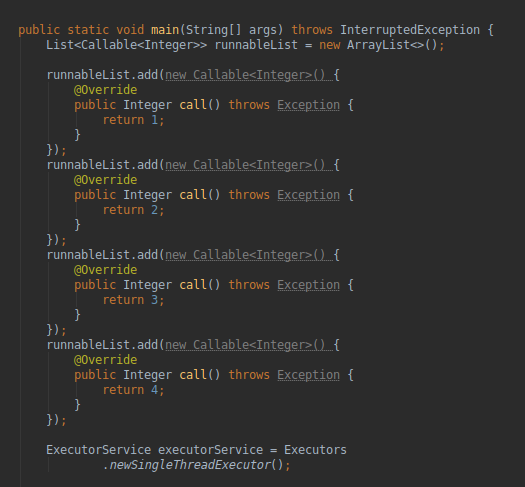 public static void main(String[] args) throws InterruptedException {
    List<Callable<Integer>> runnableList = new ArrayList<>();

    runnableList.add(new Callable<Integer>() {
        @Override
        public Integer call() throws Exception {
            return 1;
        }
    });
    runnableList.add(new Callable<Integer>() {
        @Override
        public Integer call() throws Exception {
            return 2;
        }
    });
    runnableList.add(new Callable<Integer>() {
        @Override
        public Integer call() throws Exception {
            return 3;
        }
    });
    runnableList.add(new Callable<Integer>() {
        @Override
        public Integer call() throws Exception {
            return 4;
        }
    });

    ExecutorService executorService = Executors
            .newSingleThreadExecutor();